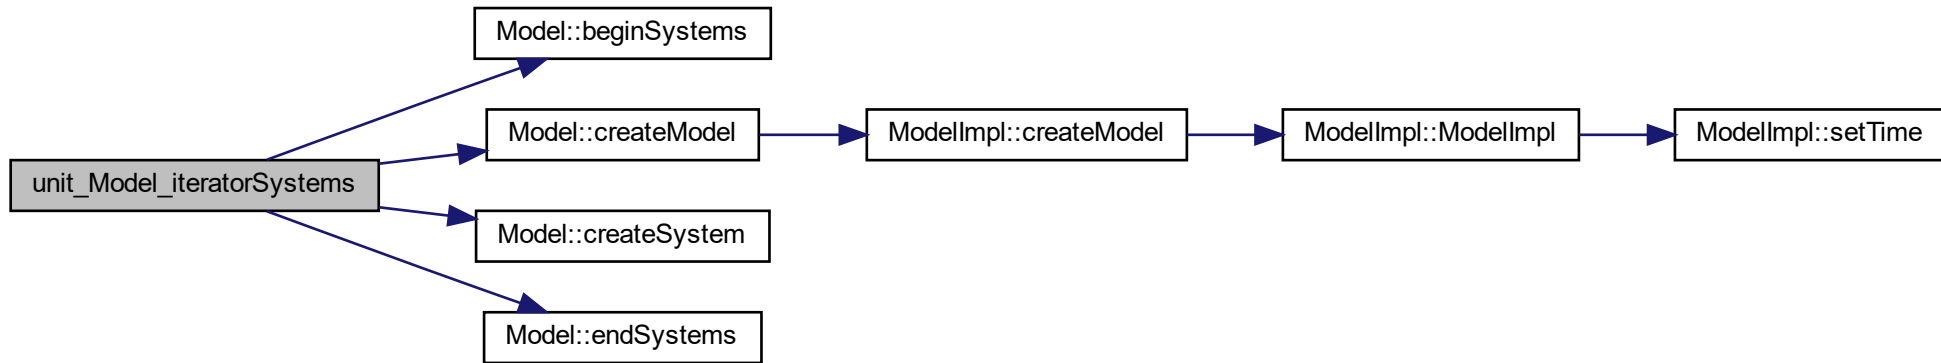 Model::beginSystems
Model::createModel
ModelImpl::createModel
ModelImpl::ModelImpl
ModelImpl::setTime
unit_Model_iteratorSystems
Model::createSystem
Model::endSystems